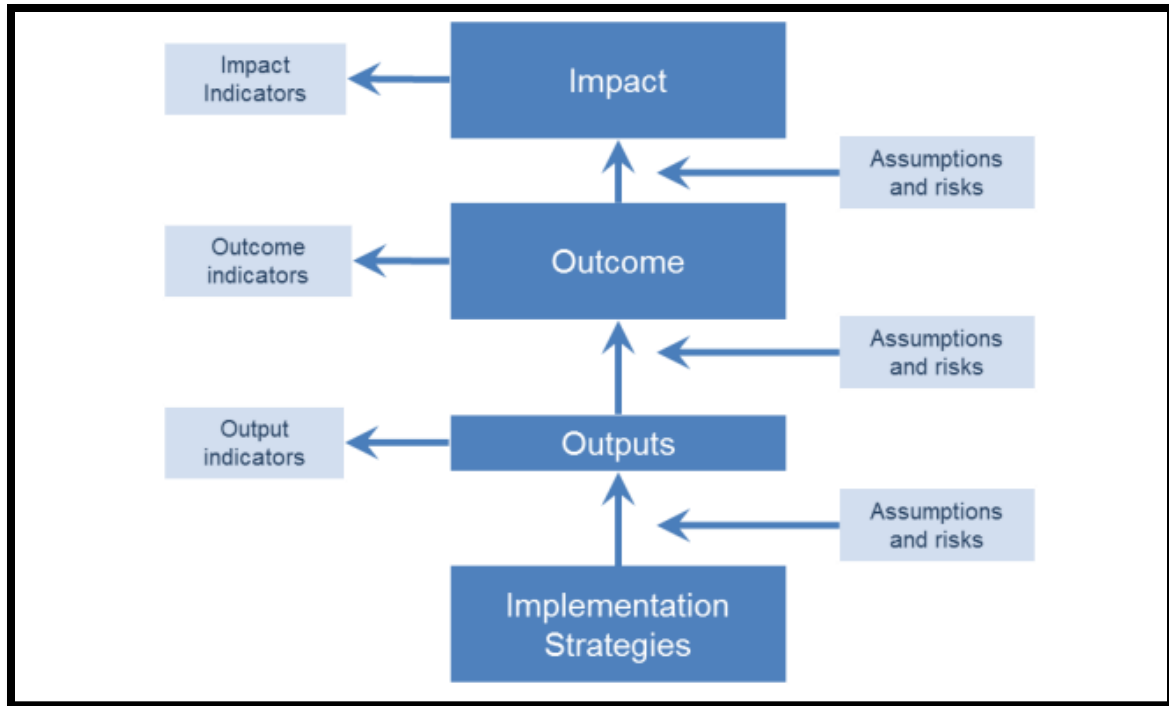 Impact
Indicators
Impact
Assumptions
and risks
Outcome
indicators
Outcome
Assumptions
and risks
Output
indicators
Outputs
Assumptions
and risks
Implementation
Strategies